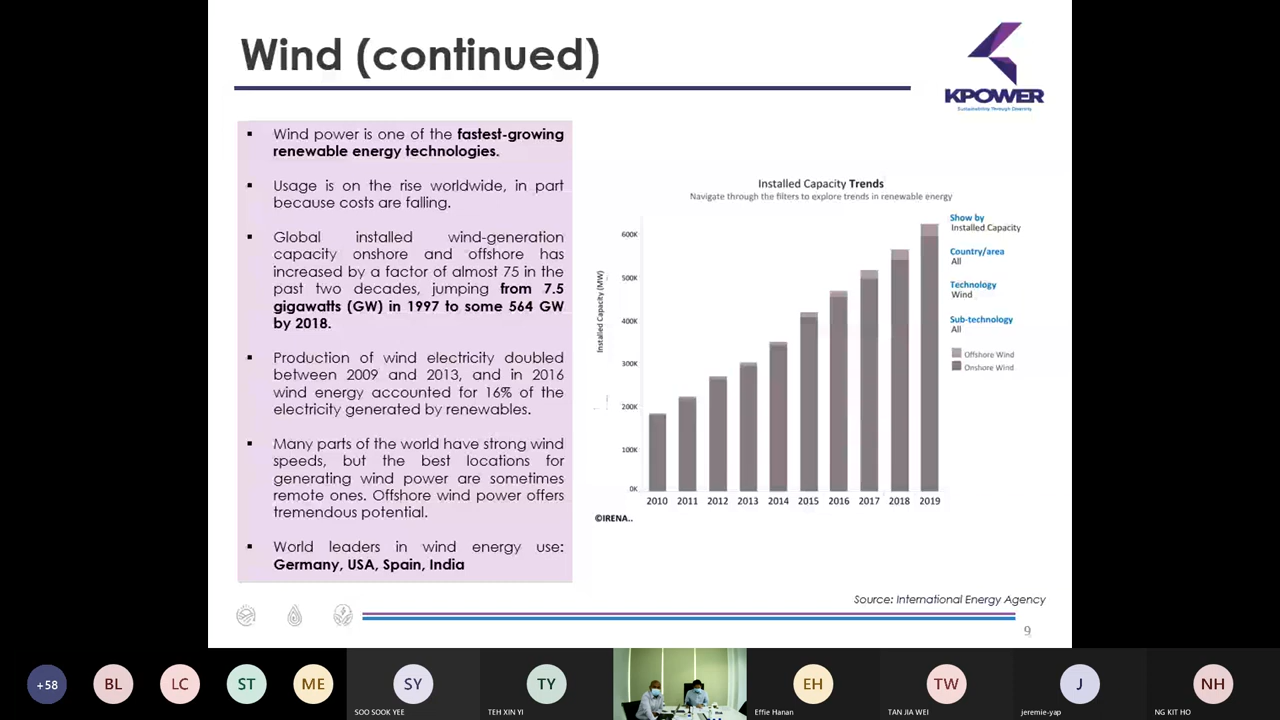 Wind (continued)
KPOWER
Sustainability Through Diversity
▪ Wind power is one of the fastest-growing
renewable energy technologies.
▪ Usage is on the rise worldwide, in part
because costs are falling.
▪ Global installed wind-generation
capacity onshore and offshore has
increased by a factor of almost 75 in the
past two decades, jumping from 7.5
gigawatts (GW) in 1997 to some 564 GW
by 2018.
▪ Production of wind electricity doubled
between 2009 and 2013, and in 2016
wind energy accounted for 16% of the
electricity generated by renewables.
▪ Many parts of the world have strong wind
speeds, but the best locations for
generating wind power are sometimes
remote ones. Offshore wind power offers
tremendous potential.
▪ World leaders in wind energy use:
Germany, USA, Spain, India
Installed Capacity Trends
Navigate through the filters to explore trends in renewable energy
Installed Capacity (MW)
600K
500K
400K
300K
200K
100K
0K
2010 2011 2012 2013 2014 2015 2016 2017 2018 2019
Show by
Installed Capacity
Country/area
All
Technology
Wind
Sub-technology
All
Offshore Wind
Onshore Wind
©IRENA..
Source: International Energy Agency
9
+58 BL LC ST ME SY TY EH TW J NH
SOO SOOK YEE TEH XIN YI Effie Hanan TAN JIA WEI jeremie-yap NG KIT HO